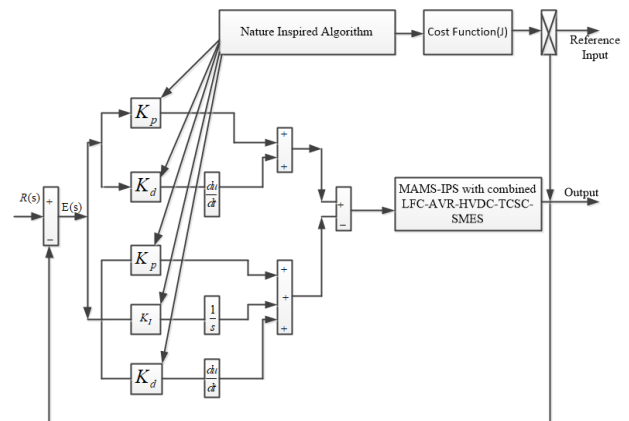 Nature Inspired Algorithm
Cost Function(J)
Reference
Input
K_p
+
+
R(s)
+
E(s)
−
K_d
du
dt
MAMS-IPS with combined
LFC-AVR-HVDC-TCSC-
SMES
Output
+
−
K_p
+
+
+
K_I
1
s
K_d
du
dt